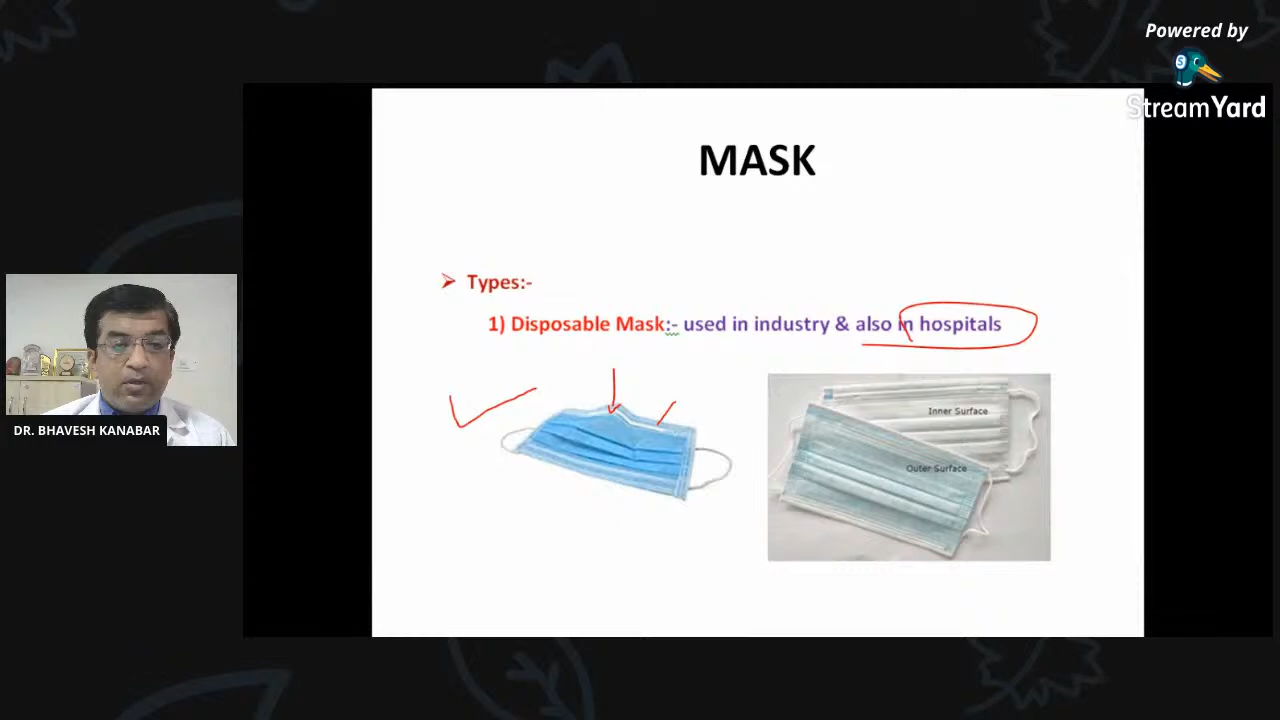 Powered by
StreamYard
MASK
Types:-
1) Disposable Mask:- used in industry & also in hospitals
Inner Surface
Outer Surface
DR. BHAVESH KANABAR